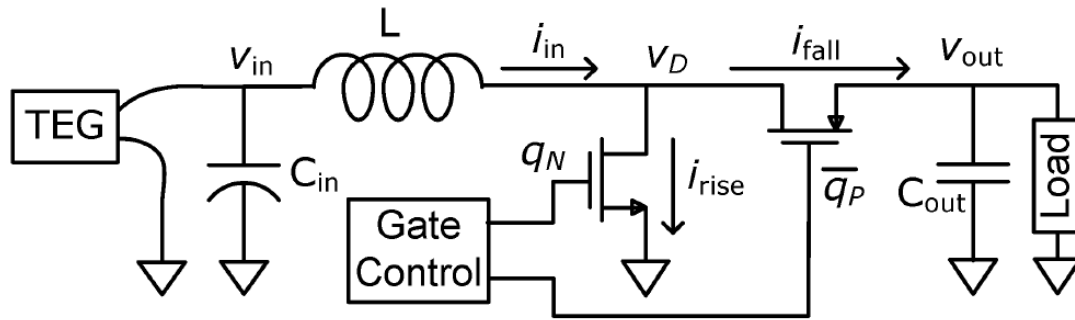 L
v_in
i_in
v_D
i_fall
v_out
TEG
C_in
q_N
i_rise
q̅_P
C_out
Load
Gate
Control